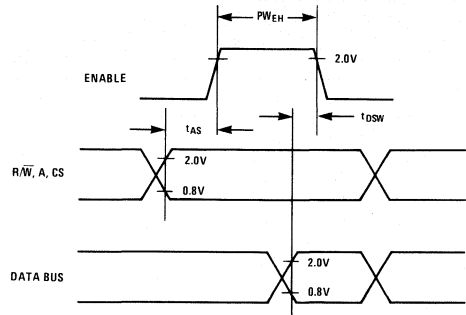 PW_EH
ENABLE
2.0V
t_AS
t_DSW
R/W̅, A, CS
2.0V
0.8V
DATA BUS
2.0V
0.8V